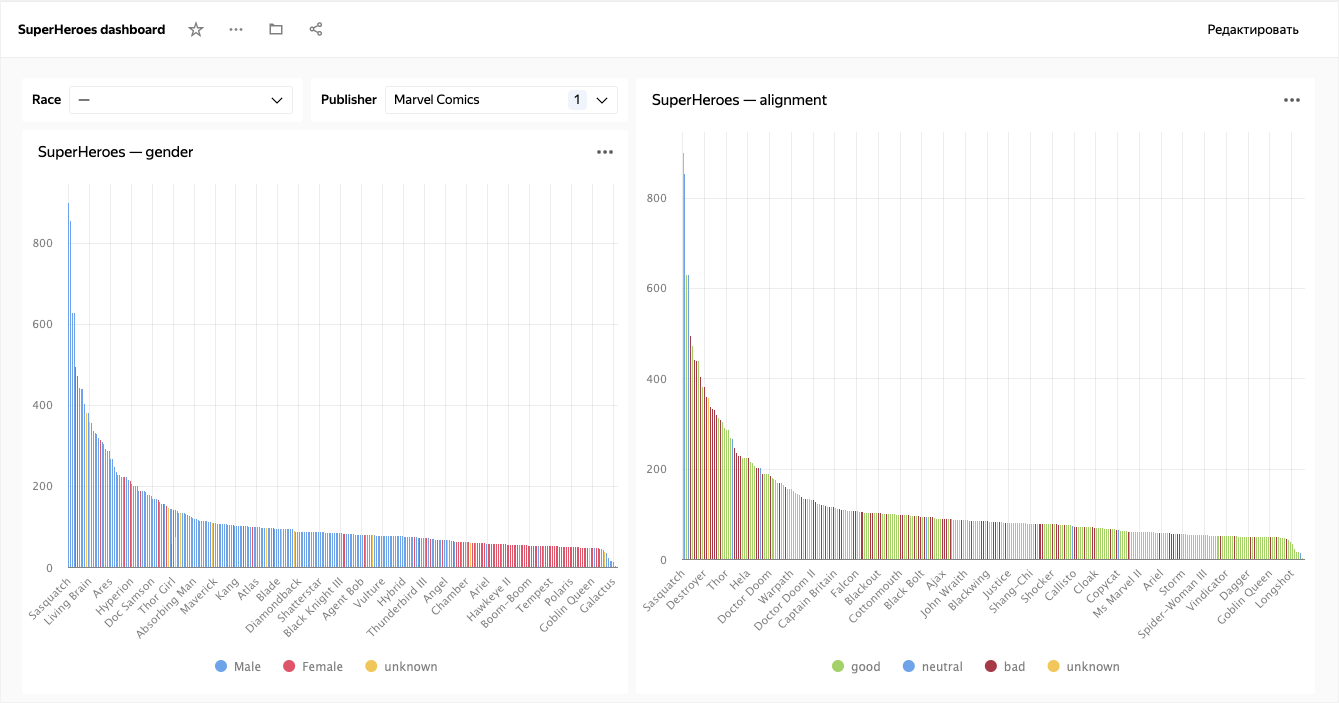 SuperHeroes dashboard
Редактировать
Race
—
Publisher
Marvel Comics
1
SuperHeroes — gender
800
600
400
200
0
Sasquatch
Living Brain
Ares
Hyperion
Doc Samson
Thor Girl
Absorbing Man
Maverick
Kang
Atlas
Blade
Diamondback
Shatterstar
Black Knight III
Agent Bob
Vulture
Hybrid
Thunderbird III
Angel
Chamber
Ariel
Hawkeye II
Boom-Boom
Tempest
Polaris
Goblin Queen
Galactus
Male
Female
unknown
SuperHeroes — alignment
800
600
400
200
0
Sasquatch
Destroyer
Thor
Hela
Doctor Doom
Warpath
Doctor Doom II
Captain Britain
Falcon
Blackout
Cottonmouth
Black Bolt
Ajax
John Wraith
Blackwing
Justice
Shang-Chi
Shocker
Callisto
Cloak
Copycat
Ms Marvel II
Ariel
Storm
Spider-Woman III
Vindicator
Dagger
Goblin Queen
Longshot
good
neutral
bad
unknown